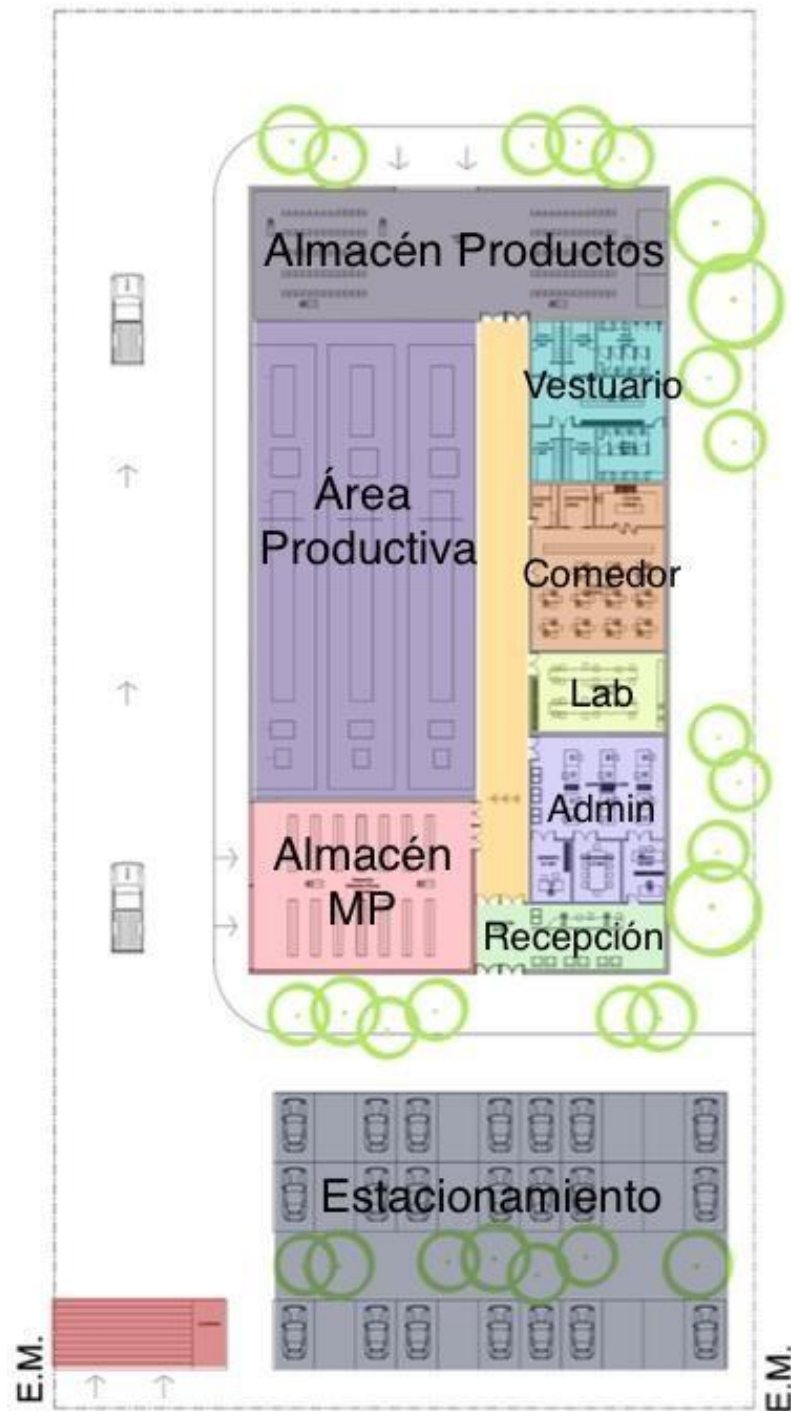 Almacén Productos
Vestuario
Área
Productiva
Comedor
Lab
Admin
Almacén
MP
Recepción
Estacionamiento
E.M.
E.M.